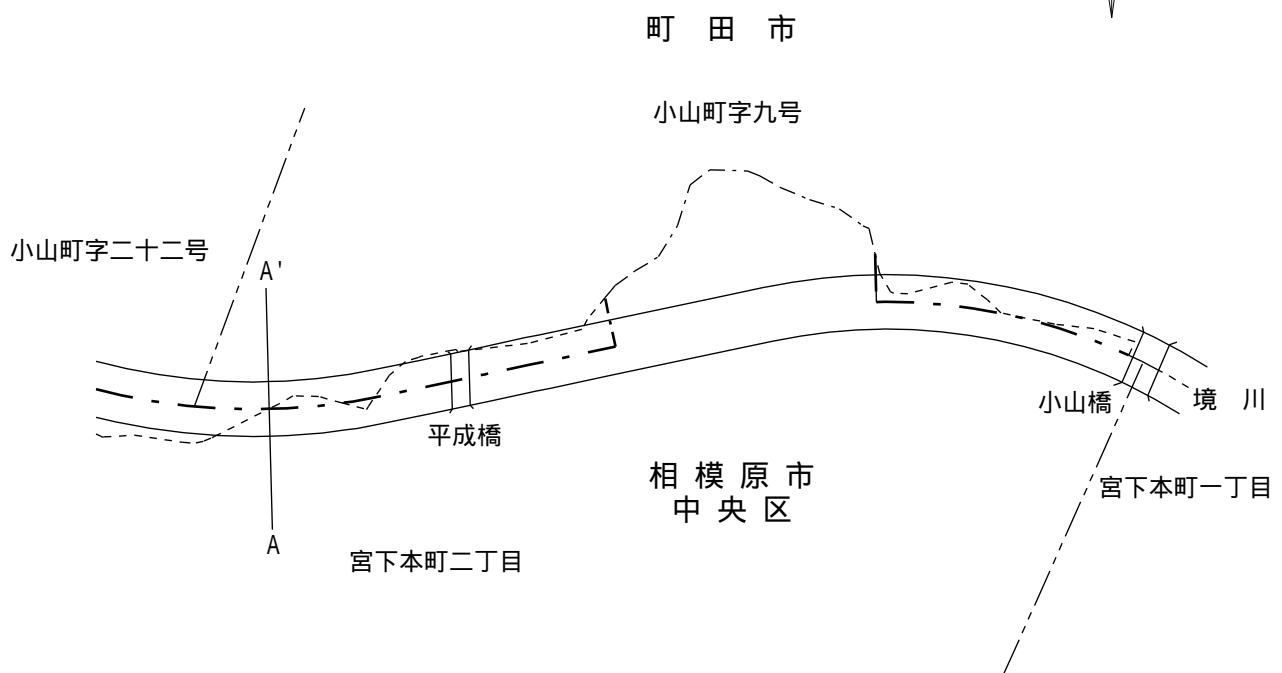 町 田 市
小山町字九号
小山町字二十二号
A'
境 川
小山橋
平成橋
相 模 原 市
中 央 区
宮下本町一丁目
A
宮下本町二丁目